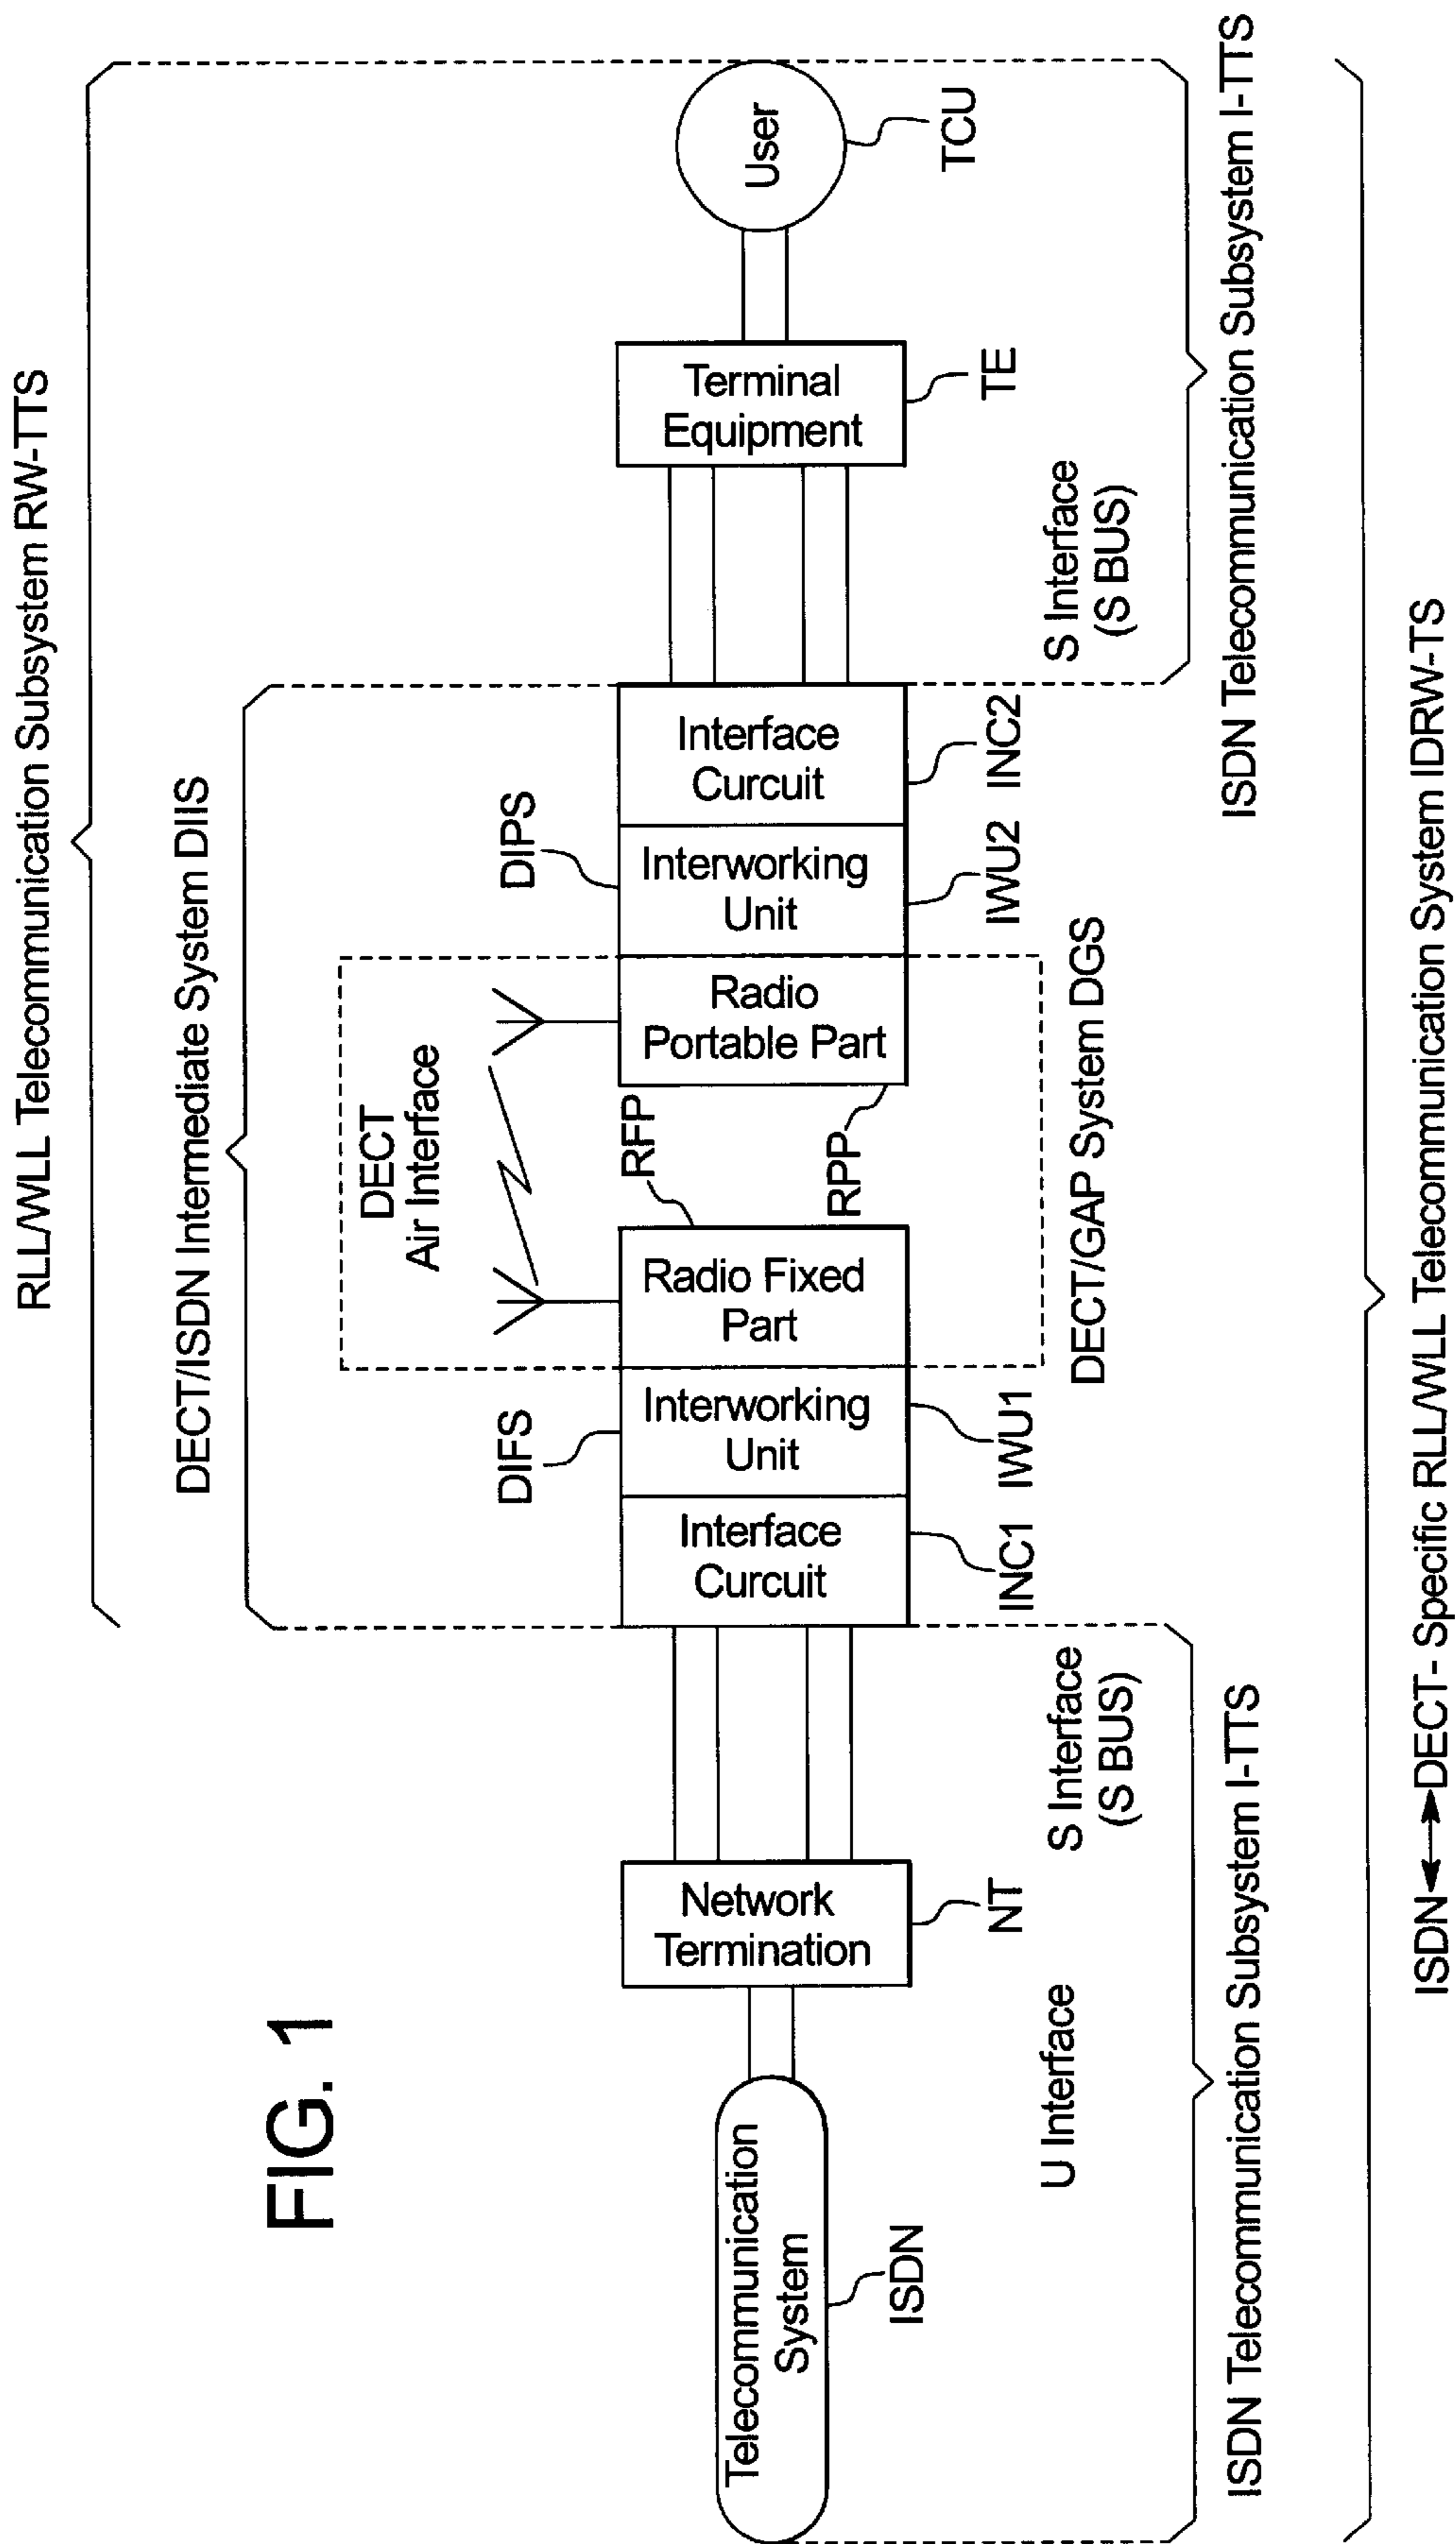 FIG. 1
RLL/WLL Telecommunication Subsystem RW-TTS
DECT/ISDN Intermediate System DIIS
DECT
Air Interface
DIFS
RFP
DIPS
Telecommunication
System
ISDN
Network
Termination
NT
Interface
Curcuit
INC1
Interworking
Unit
IWU1
Radio Fixed
Part
RPP
Radio
Portable Part
Interworking
Unit
IWU2
Interface
Curcuit
INC2
Terminal
Equipment
TE
User
TCU
U Interface
S Interface
(S BUS)
DECT/GAP System DGS
S Interface
(S BUS)
ISDN Telecommunication Subsystem I-TTS
ISDN Telecommunication Subsystem I-TTS
ISDN↔DECT- Specific RLL/WLL Telecommunication System IDRW-TS